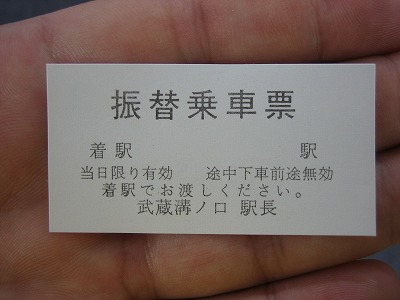 振替乗車票
着駅 駅
当日限り有効 途中下車前途無効
着駅でお渡しください。
武蔵溝ノ口 駅長